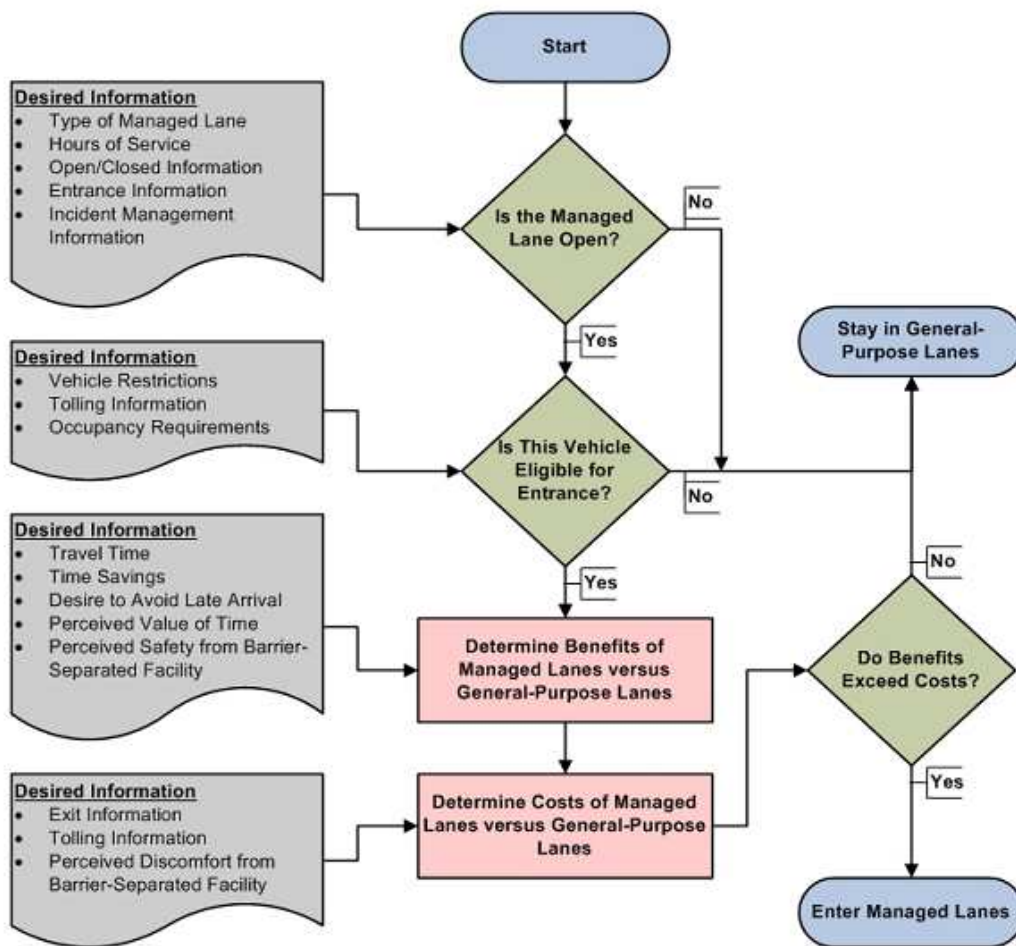 Start
Desired Information
• Type of Managed Lane
• Hours of Service
• Open/Closed Information
• Entrance Information
• Incident Management
Information
Is the Managed
Lane Open?
No
Yes
Stay in General-
Purpose Lanes
Desired Information
• Vehicle Restrictions
• Tolling Information
• Occupancy Requirements
Is This Vehicle
Eligible for
Entrance?
No
Yes
Desired Information
• Travel Time
• Time Savings
• Desire to Avoid Late Arrival
• Perceived Value of Time
• Perceived Safety from Barrier-
Separated Facility
Determine Benefits of
Managed Lanes versus
General-Purpose Lanes
No
Do Benefits
Exceed Costs?
Yes
Desired Information
• Exit Information
• Tolling Information
• Perceived Discomfort from
Barrier-Separated Facility
Determine Costs of Managed
Lanes versus General-Purpose
Lanes
Enter Managed Lanes